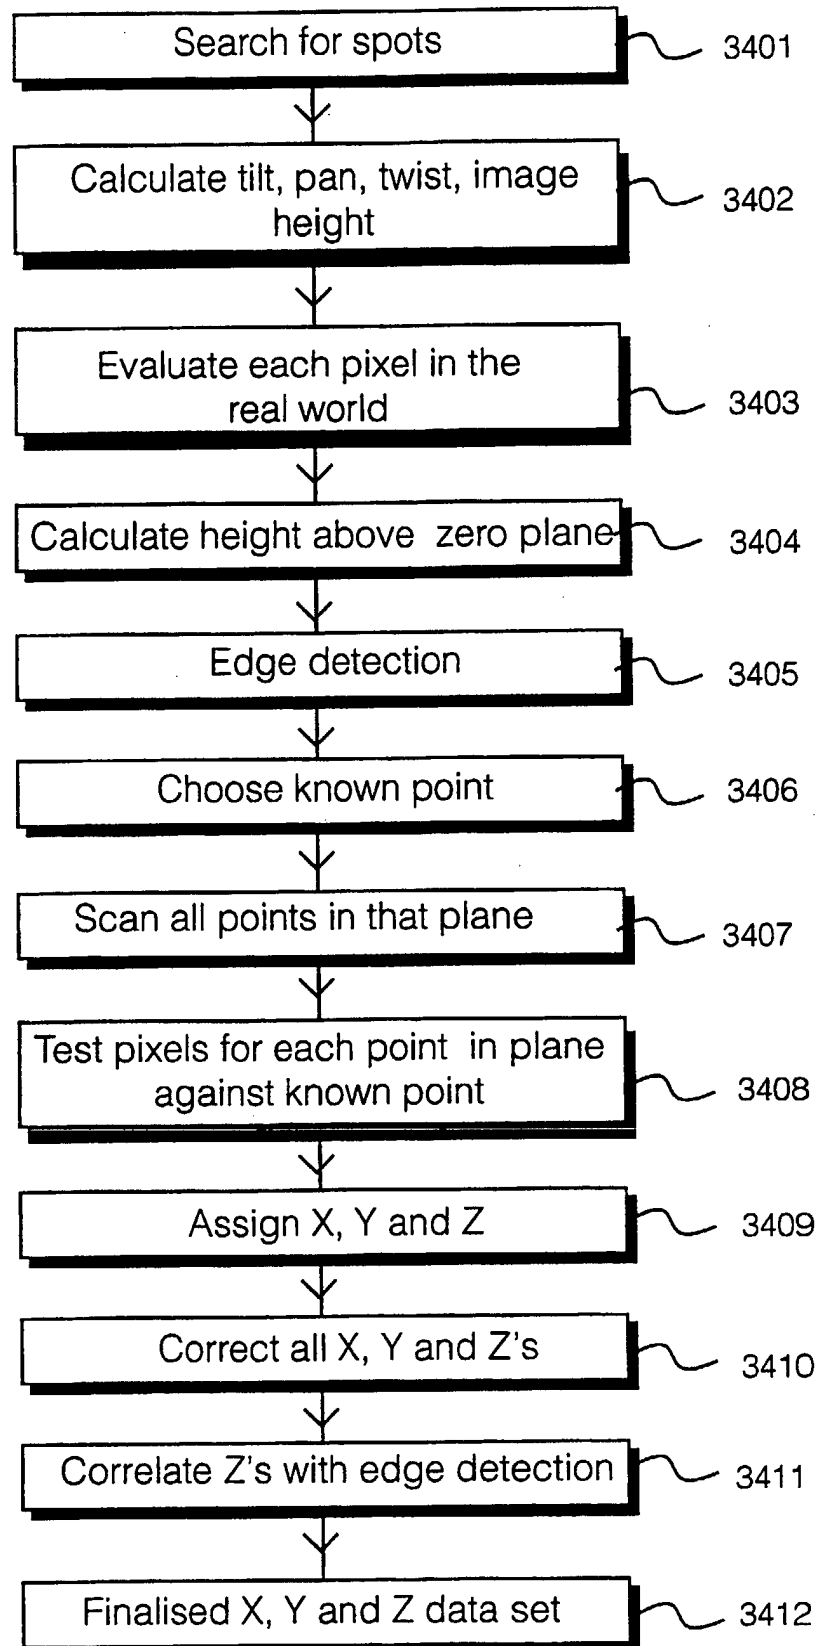 Search for spots
3401
Calculate tilt, pan, twist, image
height
3402
Evaluate each pixel in the
real world
3403
Calculate height above zero plane
3404
Edge detection
3405
Choose known point
3406
Scan all points in that plane
3407
Test pixels for each point in plane
against known point
3408
Assign X, Y and Z
3409
Correct all X, Y and Z's
3410
Correlate Z's with edge detection
3411
Finalised X, Y and Z data set
3412